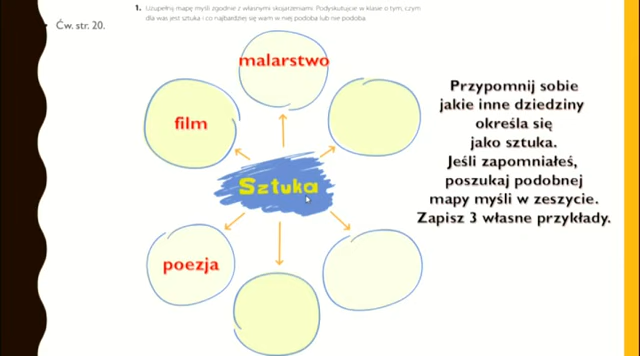 1. Uzupełnij mapę myśli zgodnie z własnymi skojarzeniami. Podyskutujcie w klasie o tym, czym
dla was jest sztuka i co najbardziej się wam w niej podoba lub nie podoba.
Ćw. str. 20.
malarstwo
film
Sztuka
poezja
Przypomnij sobie
jakie inne dziedziny
określa się
jako sztuka.
Jeśli zapomniałeś,
poszukaj podobnej
mapy myśli w zeszycie.
Zapisz 3 własne przykłady.